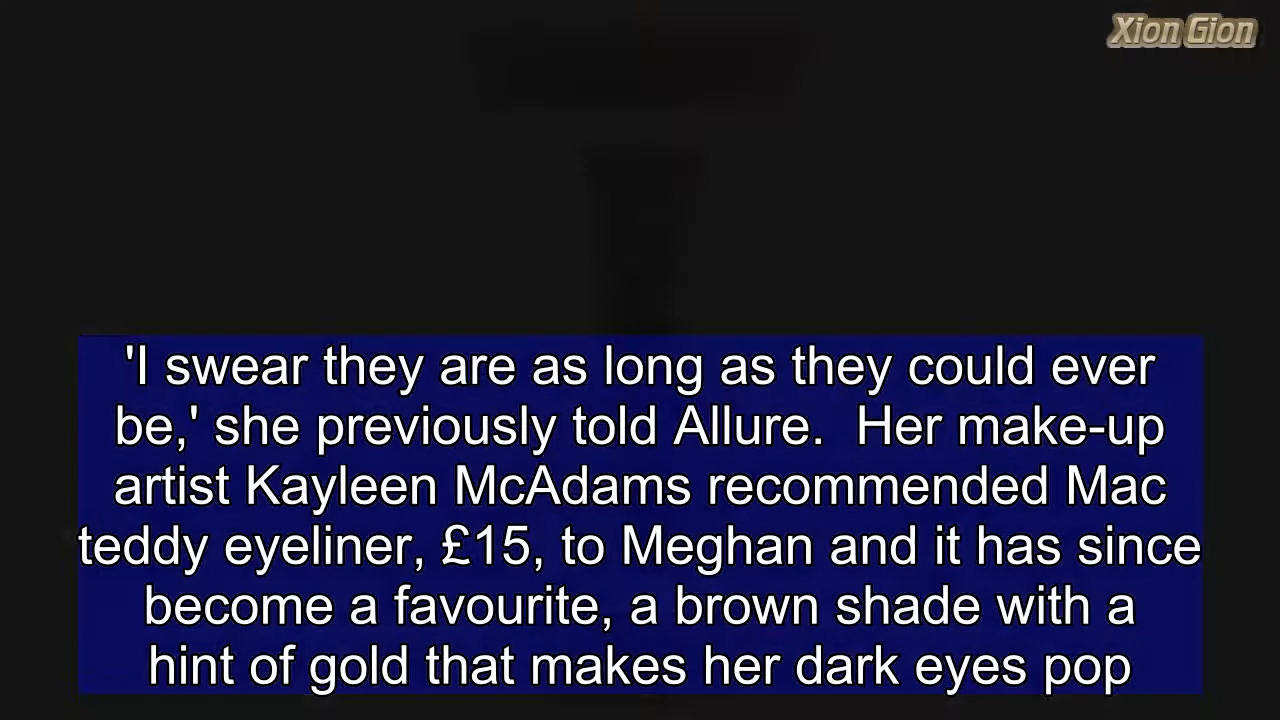 Xion Gion
'I swear they are as long as they could ever
be,' she previously told Allure.  Her make-up
artist Kayleen McAdams recommended Mac
teddy eyeliner, £15, to Meghan and it has since
become a favourite, a brown shade with a
hint of gold that makes her dark eyes pop